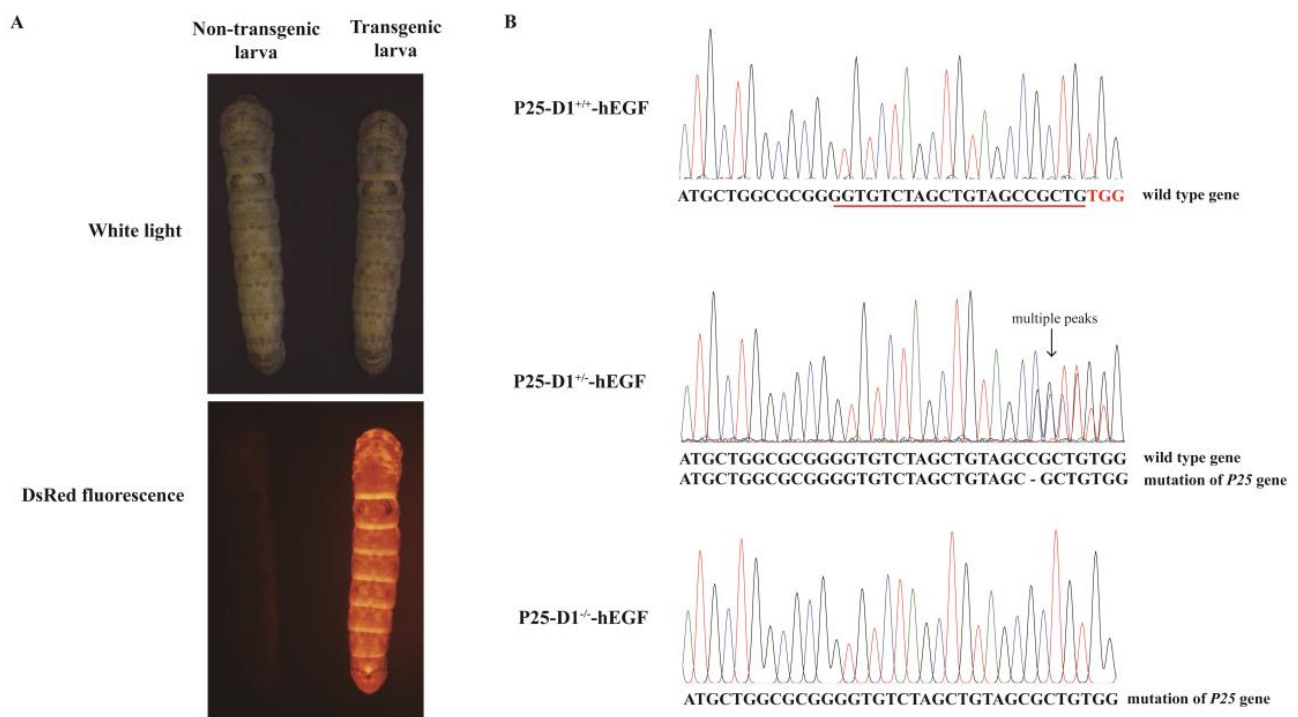 A
Non-transgenic larva
Transgenic larva
White light
DsRed fluorescence
B
P25-D1+/+-hEGF
ATGCTGGCGCGGGGTGTCTAGCTGTAGCCGCTGTGG wild type gene
multiple peaks
P25-D1+/--hEGF
ATGCTGGCGCGGGGTGTCTAGCTGTAGCCGCTGTGG wild type gene
ATGCTGGCGCGGGGTGTCTAGCTGTAGC - GCTGTGG mutation of P25 gene
P25-D1-/--hEGF
ATGCTGGCGCGGGGTGTCTAGCTGTAGCGCTGTGG mutation of P25 gene